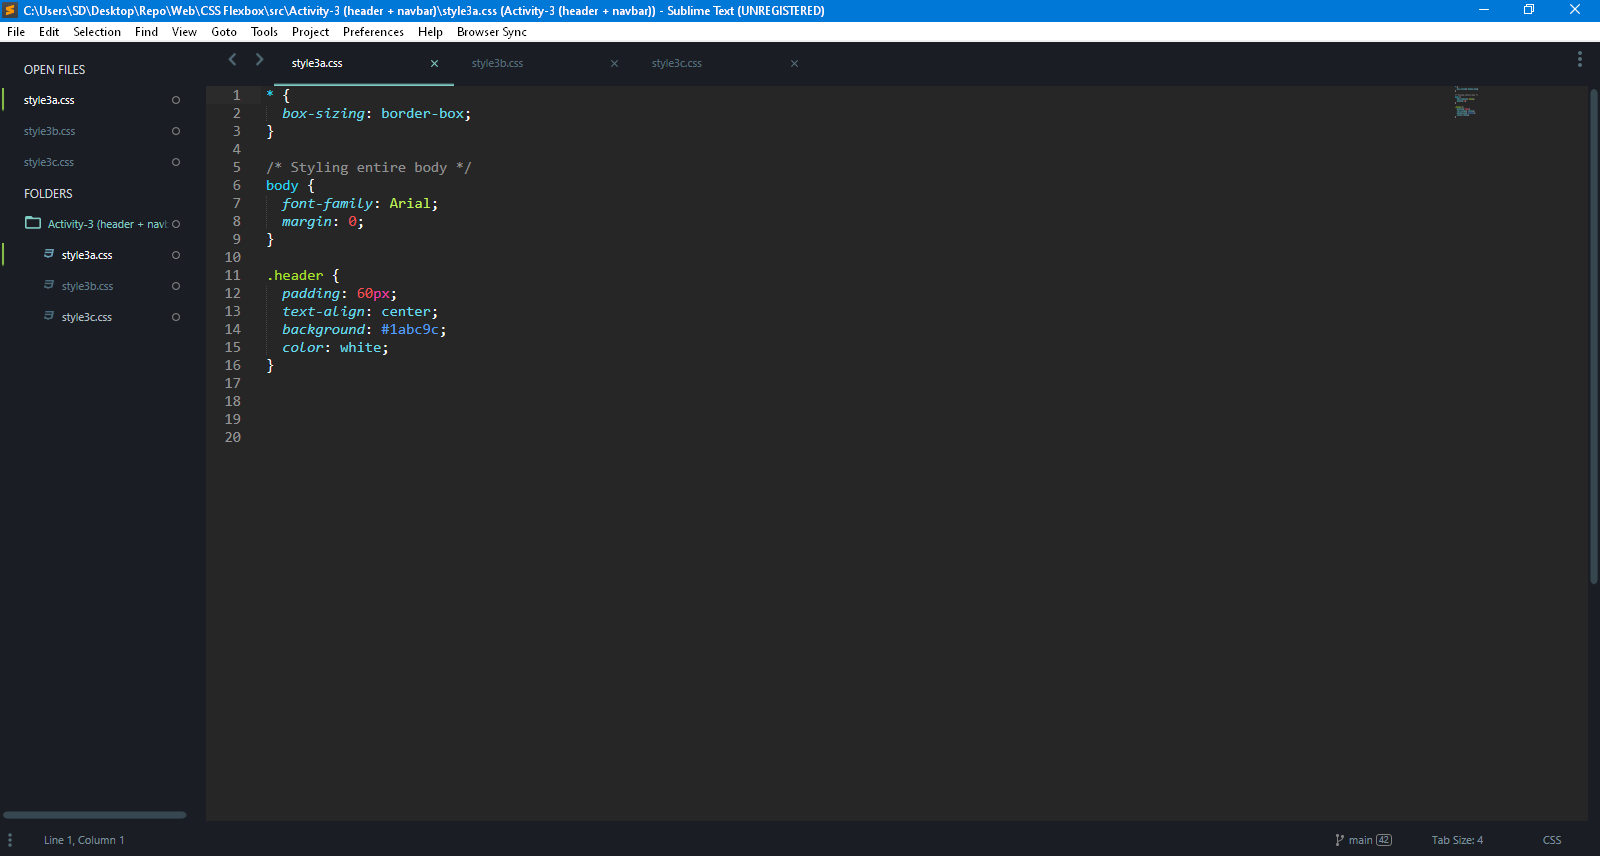 C:\Users\SD\Desktop\Repo\Web\CSS Flexbox\src\Activity-3 (header + navbar)\style3a.css (Activity-3 (header + navbar)) - Sublime Text (UNREGISTERED)
File Edit Selection Find View Goto Tools Project Preferences Help Browser Sync
OPEN FILES
style3a.css
style3b.css
style3c.css
FOLDERS
Activity-3 (header + navb
style3a.css
style3b.css
style3c.css
style3a.css style3b.css style3c.css
1 * {
2 box-sizing: border-box;
3 }
4
5 /* Styling entire body */
6 body {
7 font-family: Arial;
8 margin: 0;
9 }
10
11 .header {
12 padding: 60px;
13 text-align: center;
14 background: #1abc9c;
15 color: white;
16 }
17
18
19
20
Line 1, Column 1 main 42 Tab Size: 4 CSS